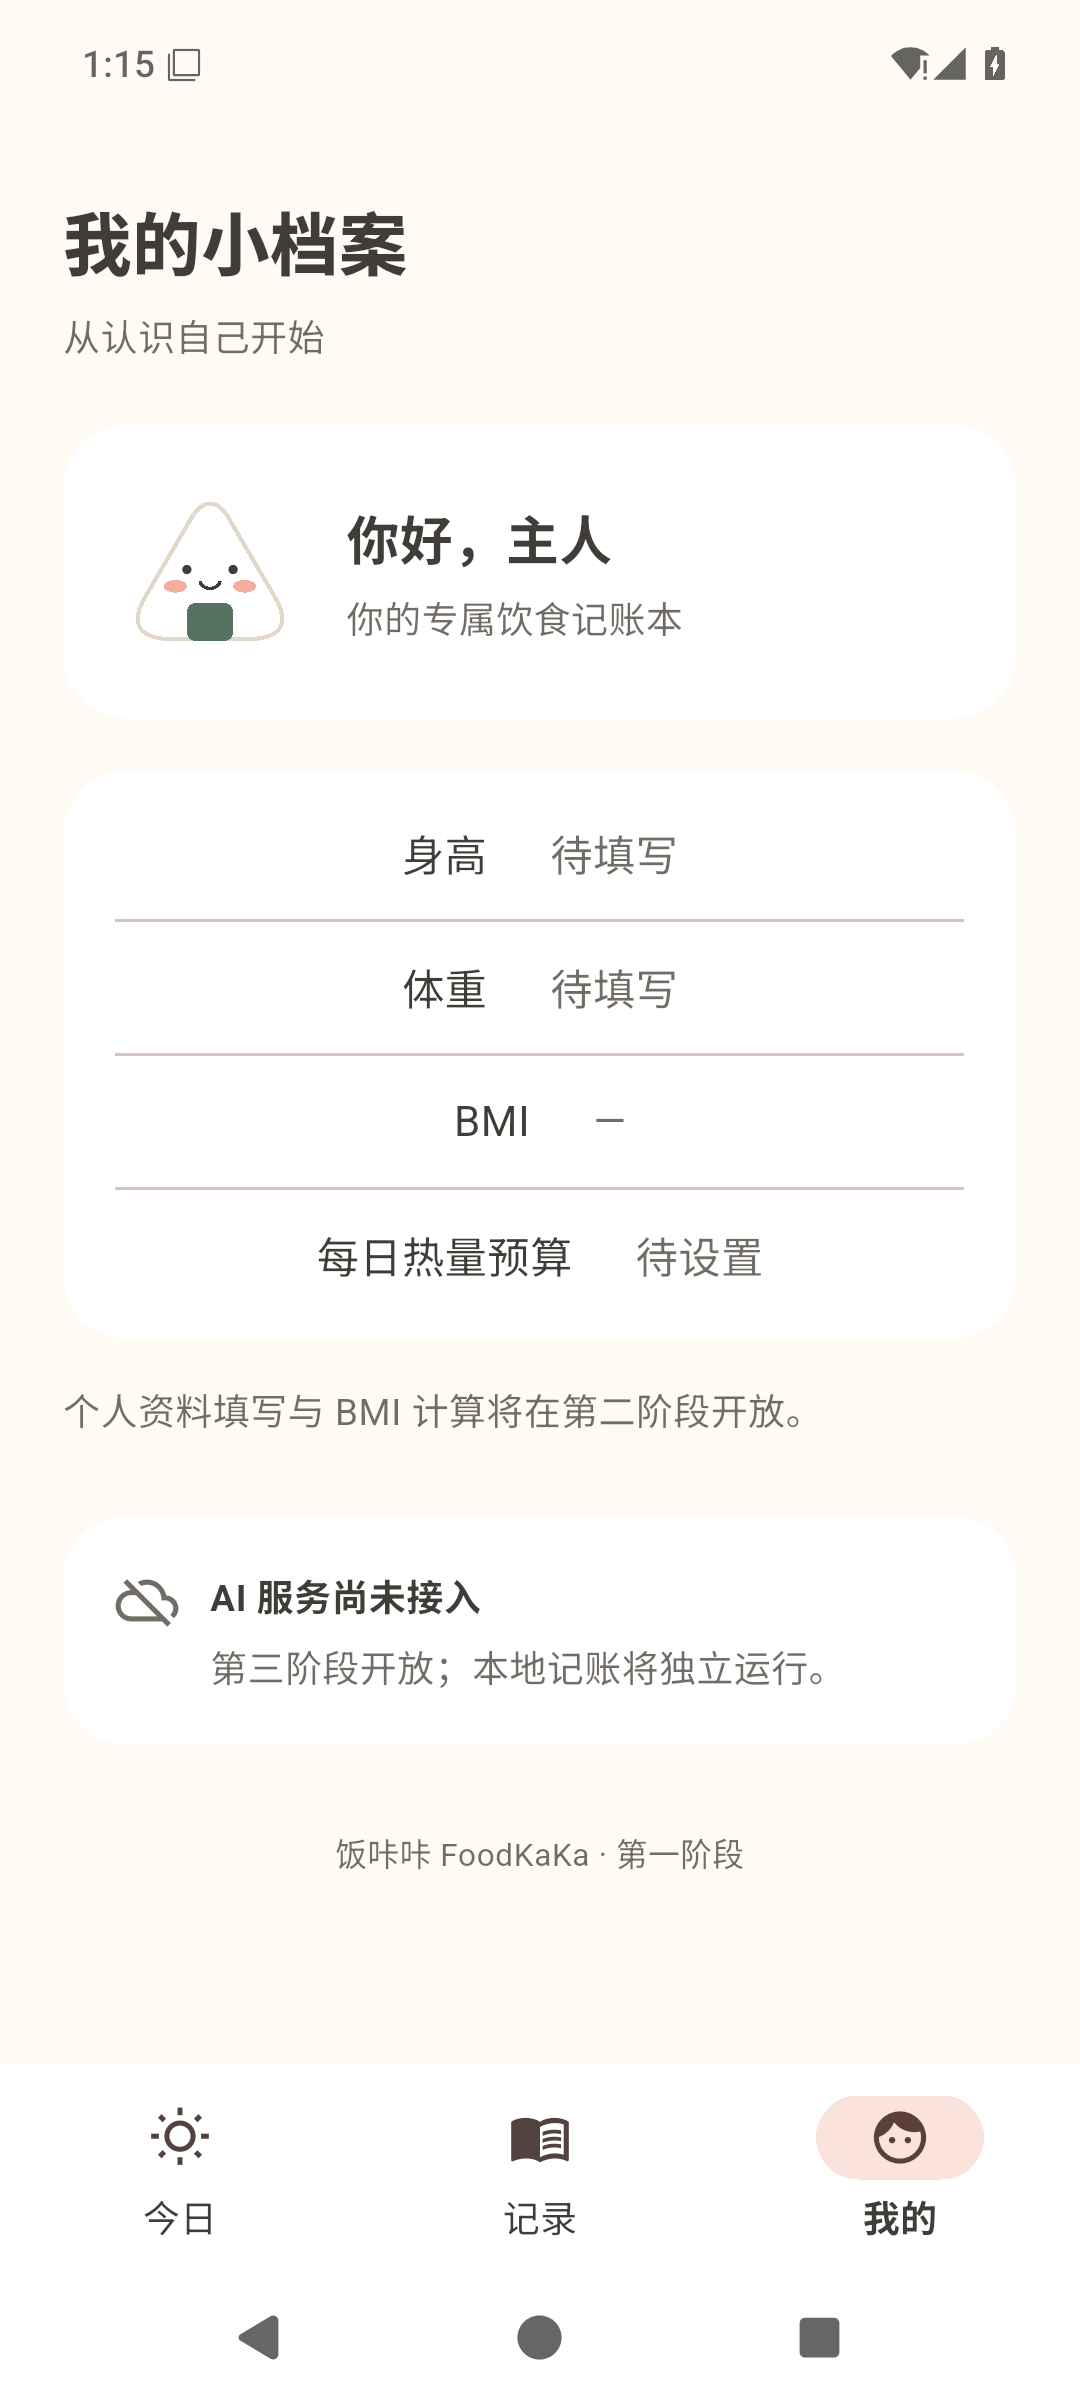 1:15
我的小档案
从认识自己开始
你好，主人
你的专属饮食记账本
身高 待填写
体重 待填写
BMI —
每日热量预算 待设置
个人资料填写与 BMI 计算将在第二阶段开放。
AI 服务尚未接入
第三阶段开放；本地记账将独立运行。
饭咔咔 FoodKaKa · 第一阶段
今日 记录 我的